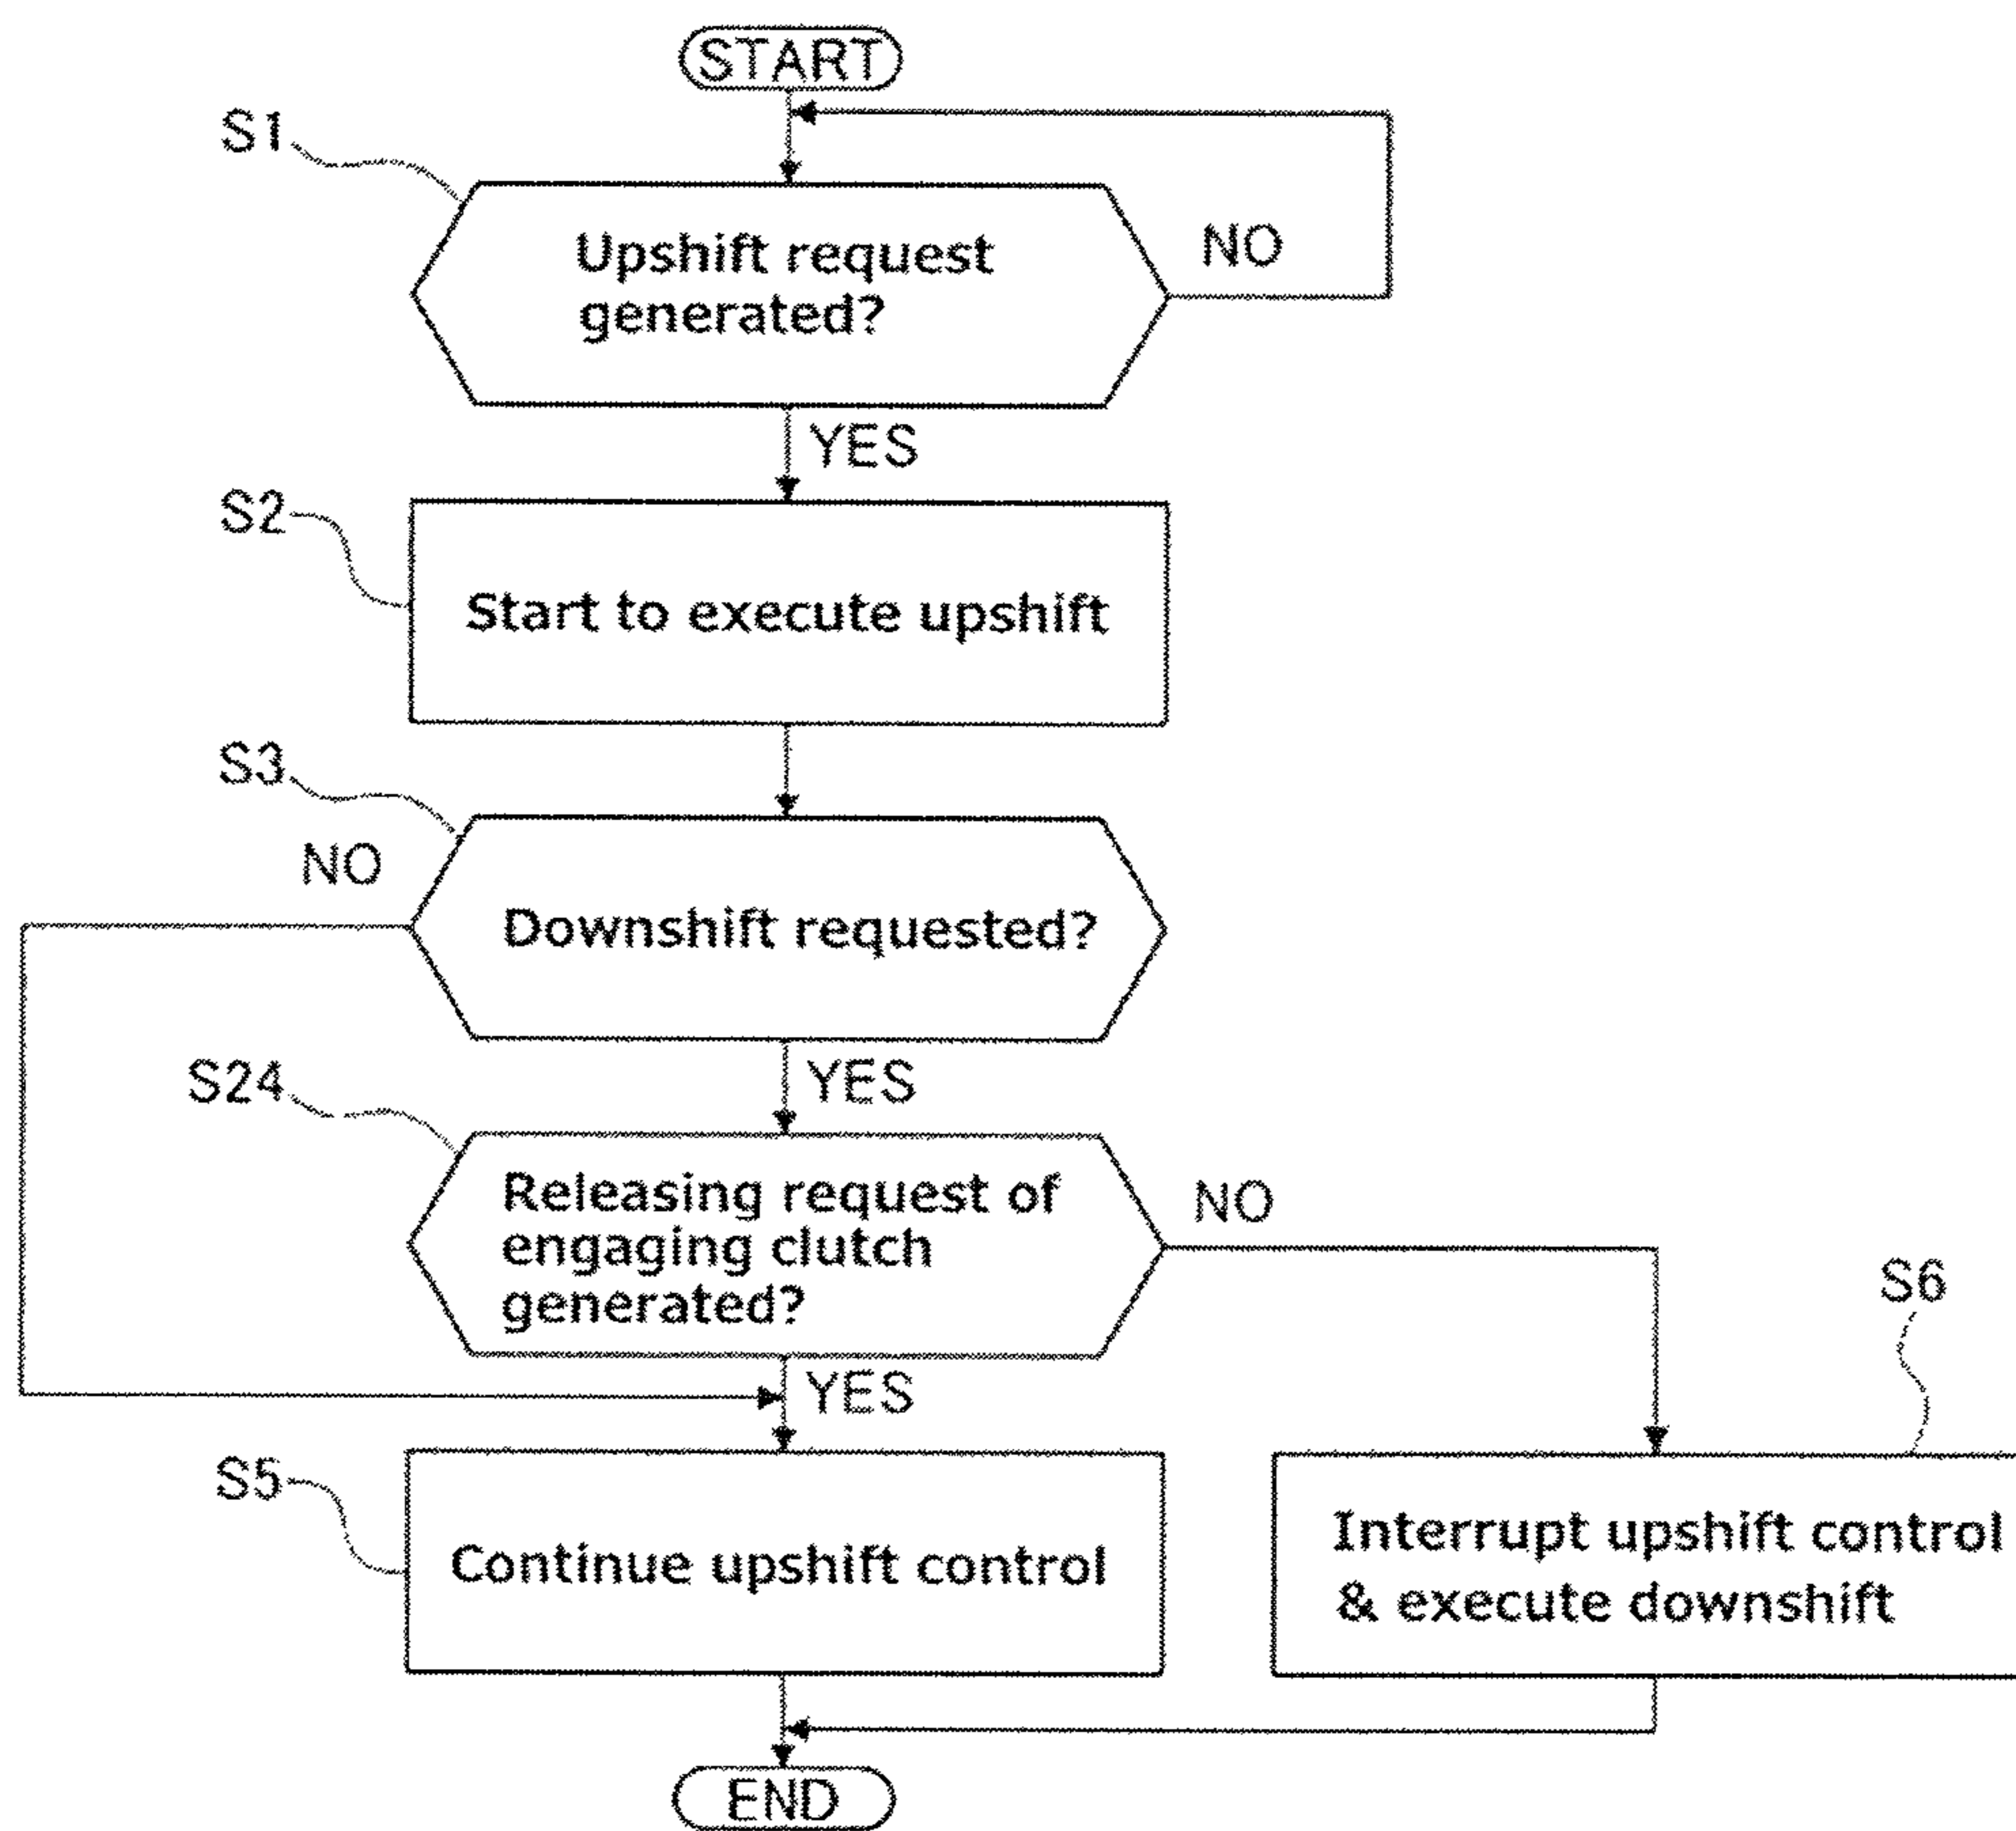 START
S1
Upshift request
generated?
NO
YES
S2
Start to execute upshift
S3
NO
Downshift requested?
YES
S24
Releasing request of
engaging clutch
generated?
NO
YES
S6
S5
Continue upshift control
Interrupt upshift control
& execute downshift
END